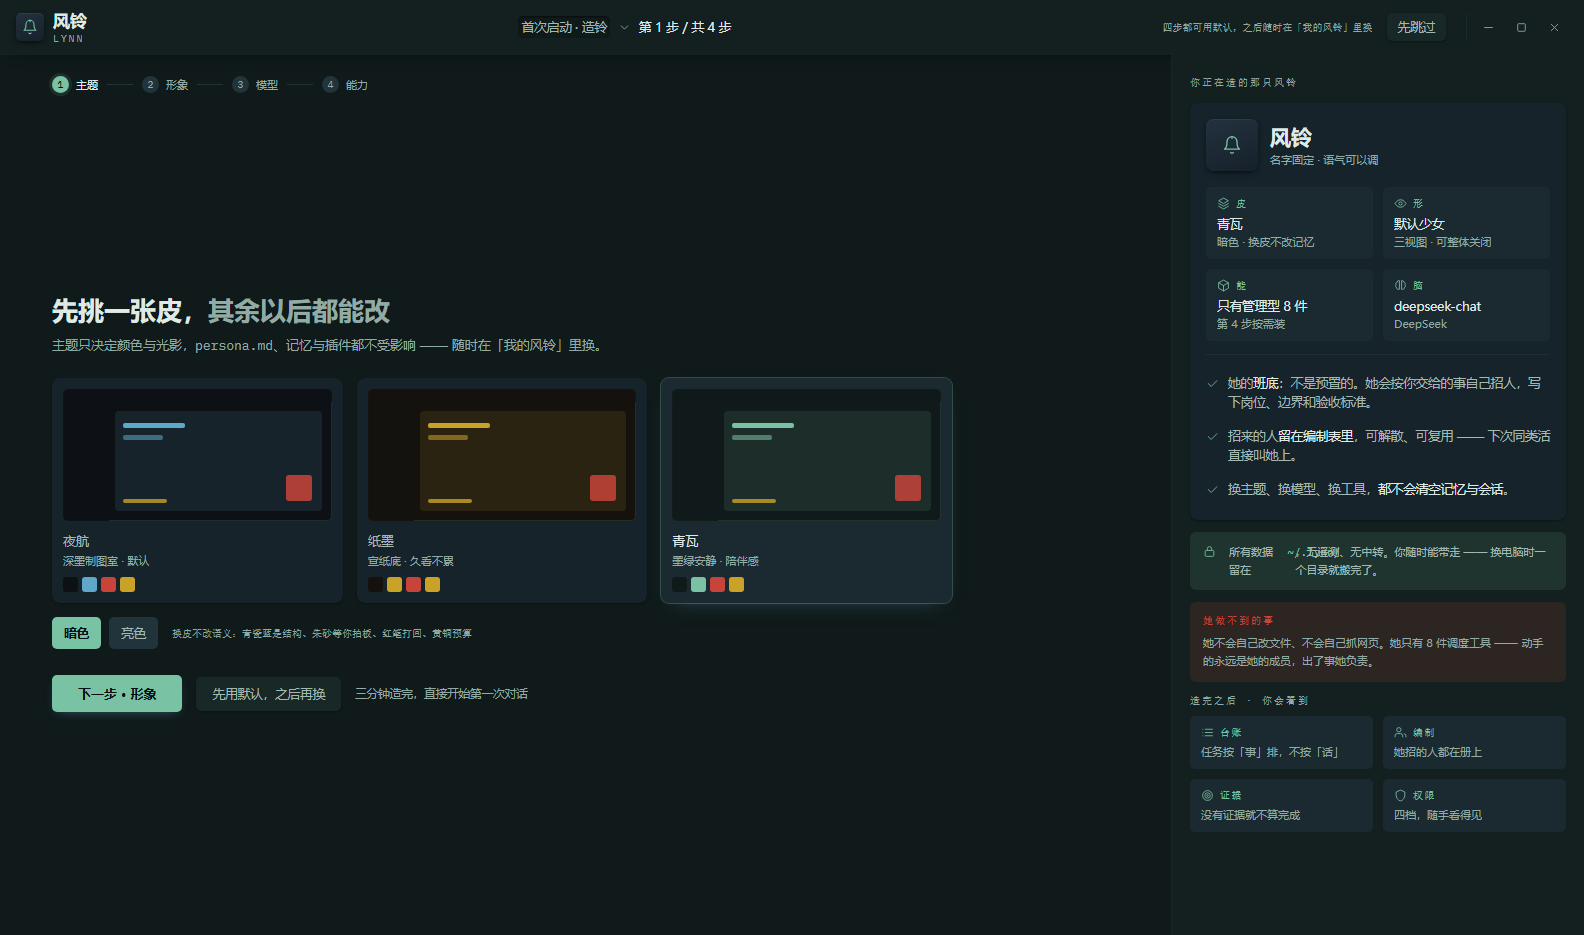 风铃
LYNN
首次启动 · 造铃
第 1 步 / 共 4 步
四步都可用默认，之后随时在「我的风铃」里换
先跳过
1 主题
2 形象
3 模型
4 能力
先挑一张皮，其余以后都能改
主题只决定颜色与光影，persona.md、记忆与插件都不受影响 —— 随时在「我的风铃」里换。
夜航
深墨制图室 · 默认
纸墨
宣纸底 · 久看不累
青瓦
墨绿安静 · 陪伴感
暗色
亮色
换皮不改语义：青瓷蓝是结构、朱砂等你拍板、红笔打回、黄铜预算
下一步 • 形象
先用默认，之后再换
三分钟造完，直接开始第一次对话
你正在造的那只风铃
风铃
名字固定 · 语气可以调
皮
青瓦
暗色 · 换皮不改记忆
形
默认少女
三视图 · 可整体关闭
能
只有管理型 8 件
第 4 步按需装
脑
deepseek-chat
DeepSeek
她的班底：不是预置的。她会按你交给的事自己招人，写
下岗位、边界和验收标准。
招来的人留在编制表里，可解散、可复用 —— 下次同类活
直接叫她上。
换主题、换模型、换工具，都不会清空记忆与会话。
所有数据
留在
无遥测、无中转。你随时能带走 —— 换电脑时一
个目录就搬完了。
她做不到的事
她不会自己改文件、不会自己抓网页。她只有 8 件调度工具 —— 动手
的永远是她的成员，出了事她负责。
造完之后 · 你会看到
台账
任务按「事」排，不按「话」
编制
她招的人都在册上
证据
没有证据就不算完成
权限
四档，随手看得见